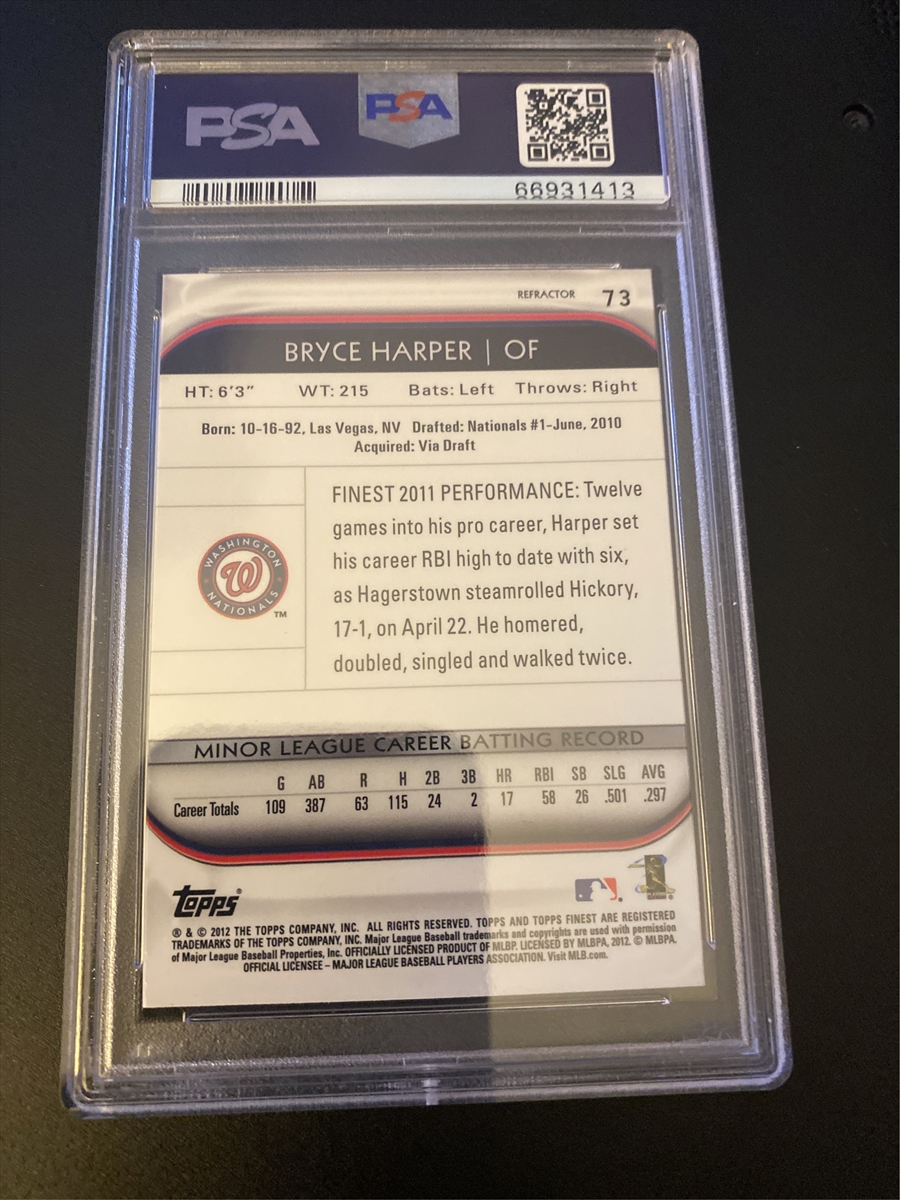 PSA PSA
66931413
REFRACTOR 73
BRYCE HARPER | OF
HT: 6'3" WT: 215 Bats: Left Throws: Right
Born: 10-16-92, Las Vegas, NV Drafted: Nationals #1-June, 2010
Acquired: Via Draft
FINEST 2011 PERFORMANCE: Twelve
games into his pro career, Harper set
his career RBI high to date with six,
as Hagerstown steamrolled Hickory,
17-1, on April 22. He homered,
doubled, singled and walked twice.
WASHINGTON
W
NATIONALS
TM
MINOR LEAGUE CAREER BATTING RECORD
G AB R H 2B 3B HR RBI SB SLG AVG
Career Totals 109 387 63 115 24 2 17 58 26 .501 .297
topps®
® & © 2012 THE TOPPS COMPANY, INC. ALL RIGHTS RESERVED. TOPPS AND TOPPS FINEST ARE REGISTERED
TRADEMARKS OF THE TOPPS COMPANY, INC. Major League Baseball trademarks and copyrights are used with permission
of Major League Baseball Properties, Inc. OFFICIALLY LICENSED PRODUCT OF MLBP. LICENSED BY MLBPA, 2012. © MLBPA.
OFFICIAL LICENSEE – MAJOR LEAGUE BASEBALL PLAYERS ASSOCIATION. Visit MLB.com.